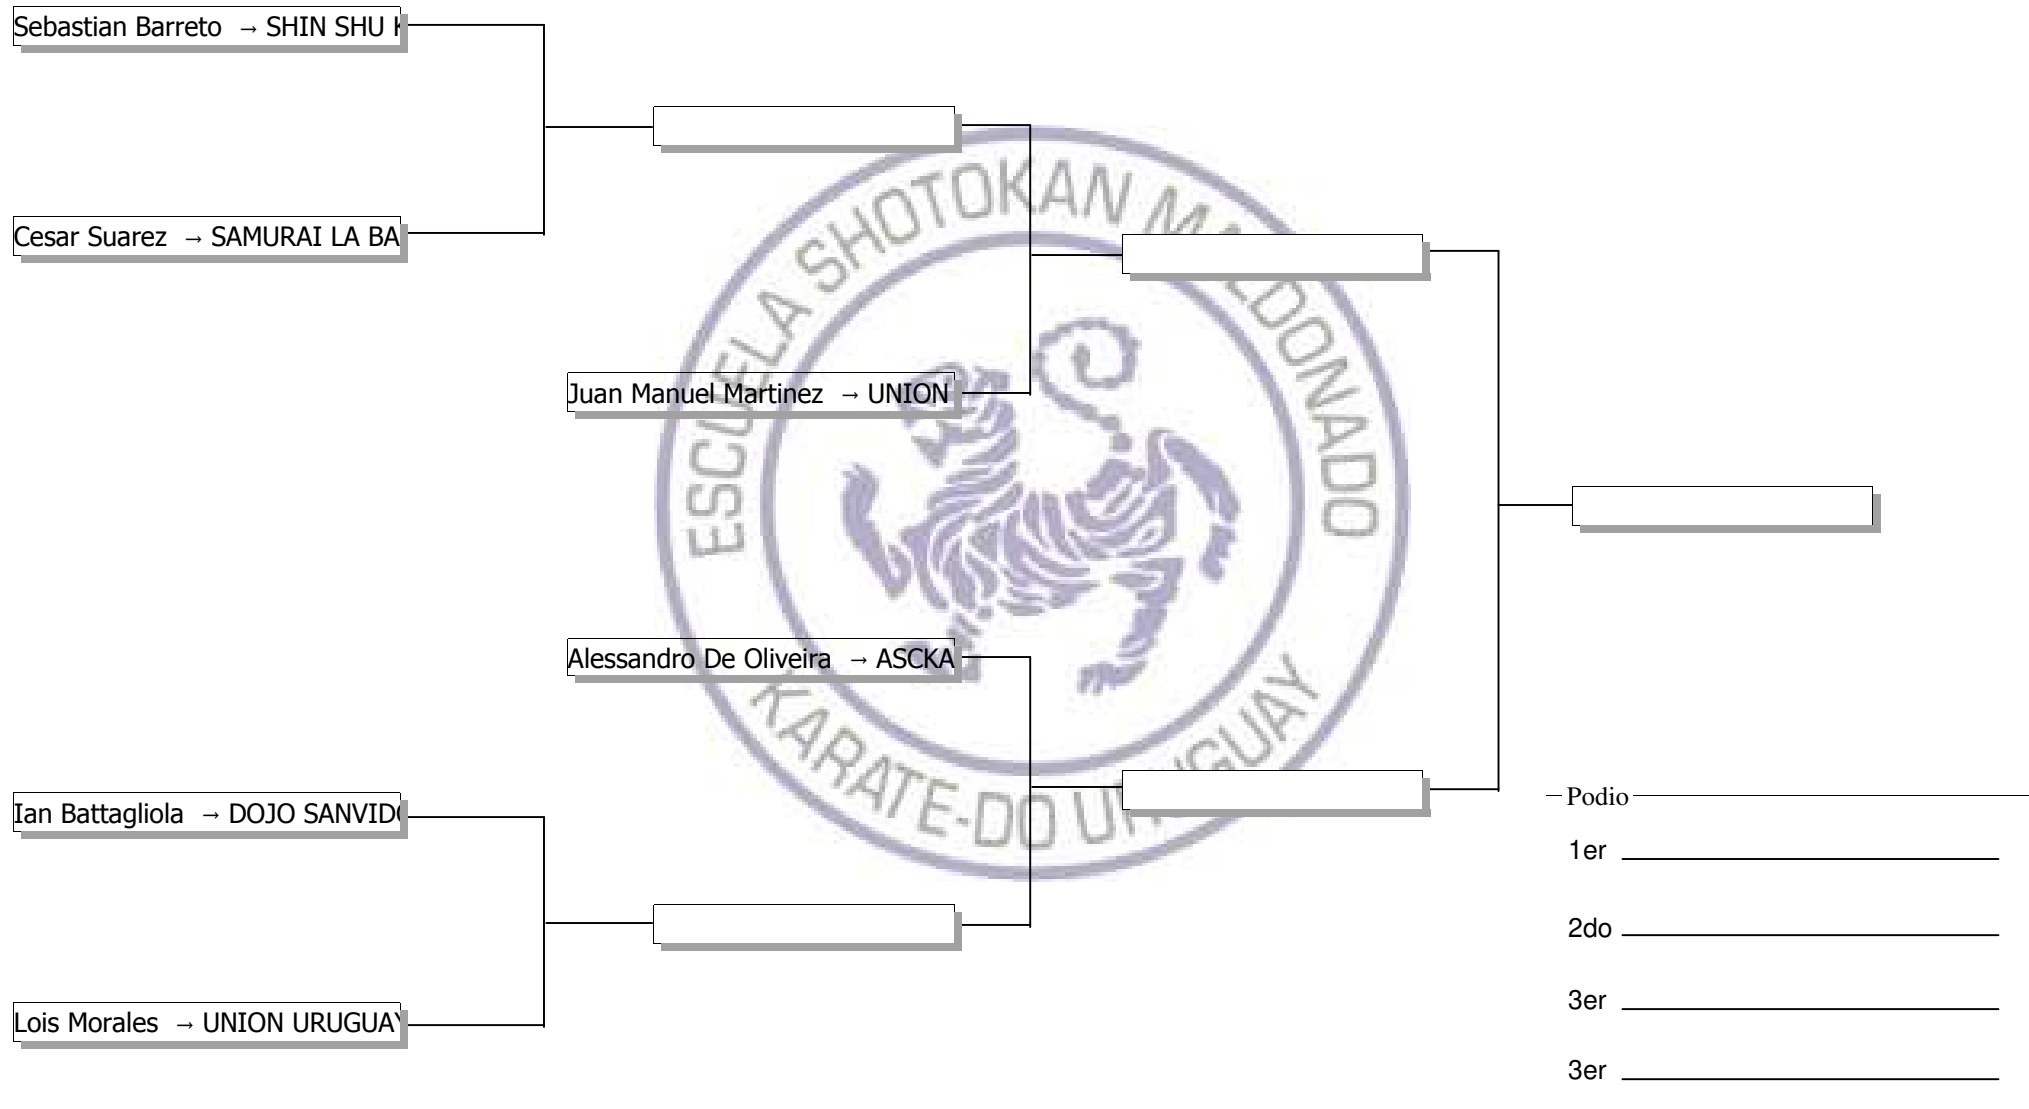 Sebastian Barreto → SHIN SHU
Cesar Suarez → SAMURAI LA BA
ESCUELA SHOTOKAN MALDONADO
Juan Manuel Martinez → UNION
Alessandro De Oliveira → ASCKA
KARATE-DO URUGUAY
Ian Battagliola → DOJO SANVIDO
Lois Morales → UNION URUGUAY
Podio
1er
2do
3er
3er